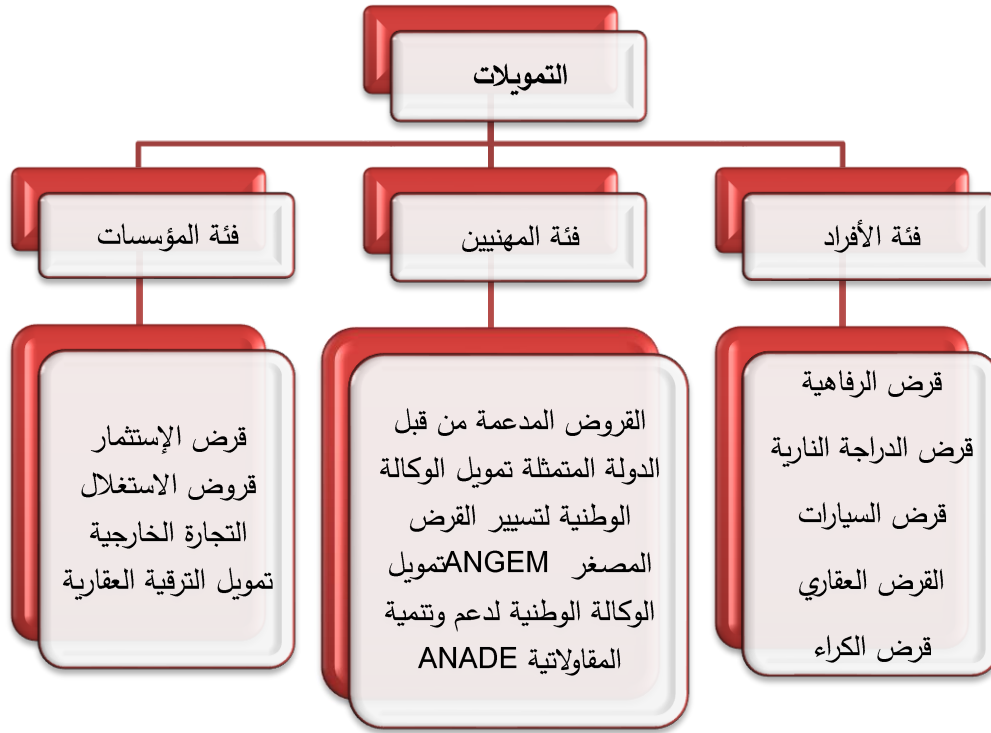 التمويلات
فئة الأفراد
فئة المهنيين
فئة المؤسسات
قرض الرفاهية
قرض الدراجة النارية
قرض السيارات
القرض العقاري
قرض الكراء
القروض المدعمة من قبل
الدولة المتمثلة تمويل الوكالة
الوطنية لتسيير القرض
المصغر ANGEMتمويل
الوكالة الوطنية لدعم وتنمية
المقاولاتية ANADE
قرض الإستثمار
قروض الاستغلال
التجارة الخارجية
تمويل الترقية العقارية